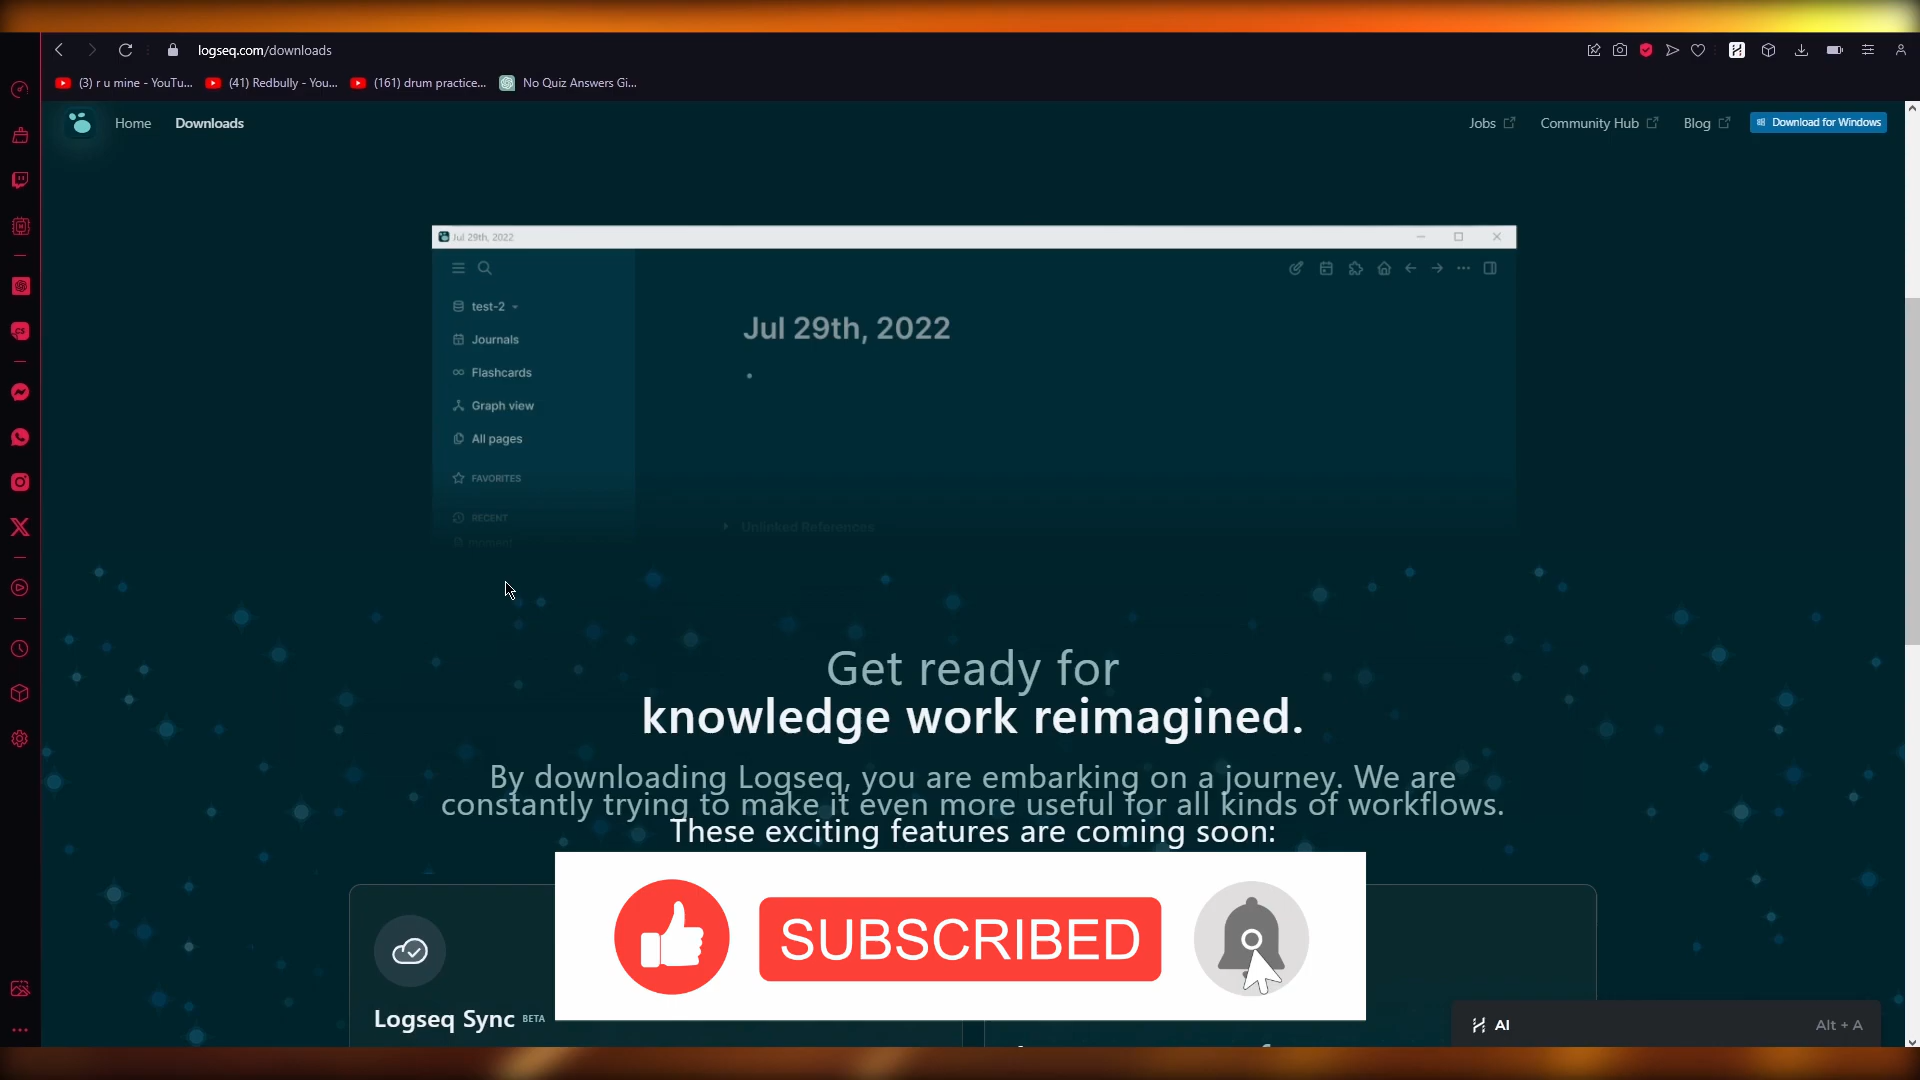 logseq.com/downloads
(3) r u mine - YouTu...
(41) Redbully - You...
(161) drum practice...
No Quiz Answers Gi...
Home
Downloads
Jobs
Community Hub
Blog
Download for Windows
Jul 29th, 2022
test-2
Journals
Flashcards
Graph view
All pages
FAVORITES
RECENT
Jul 29th, 2022
Unlinked References
Get ready for
knowledge work reimagined.
By downloading Logseq, you are embarking on a journey. We are
constantly trying to make it even more useful for all kinds of workflows.
These exciting features are coming soon:
SUBSCRIBED
Logseq Sync BETA
AI
Alt + A